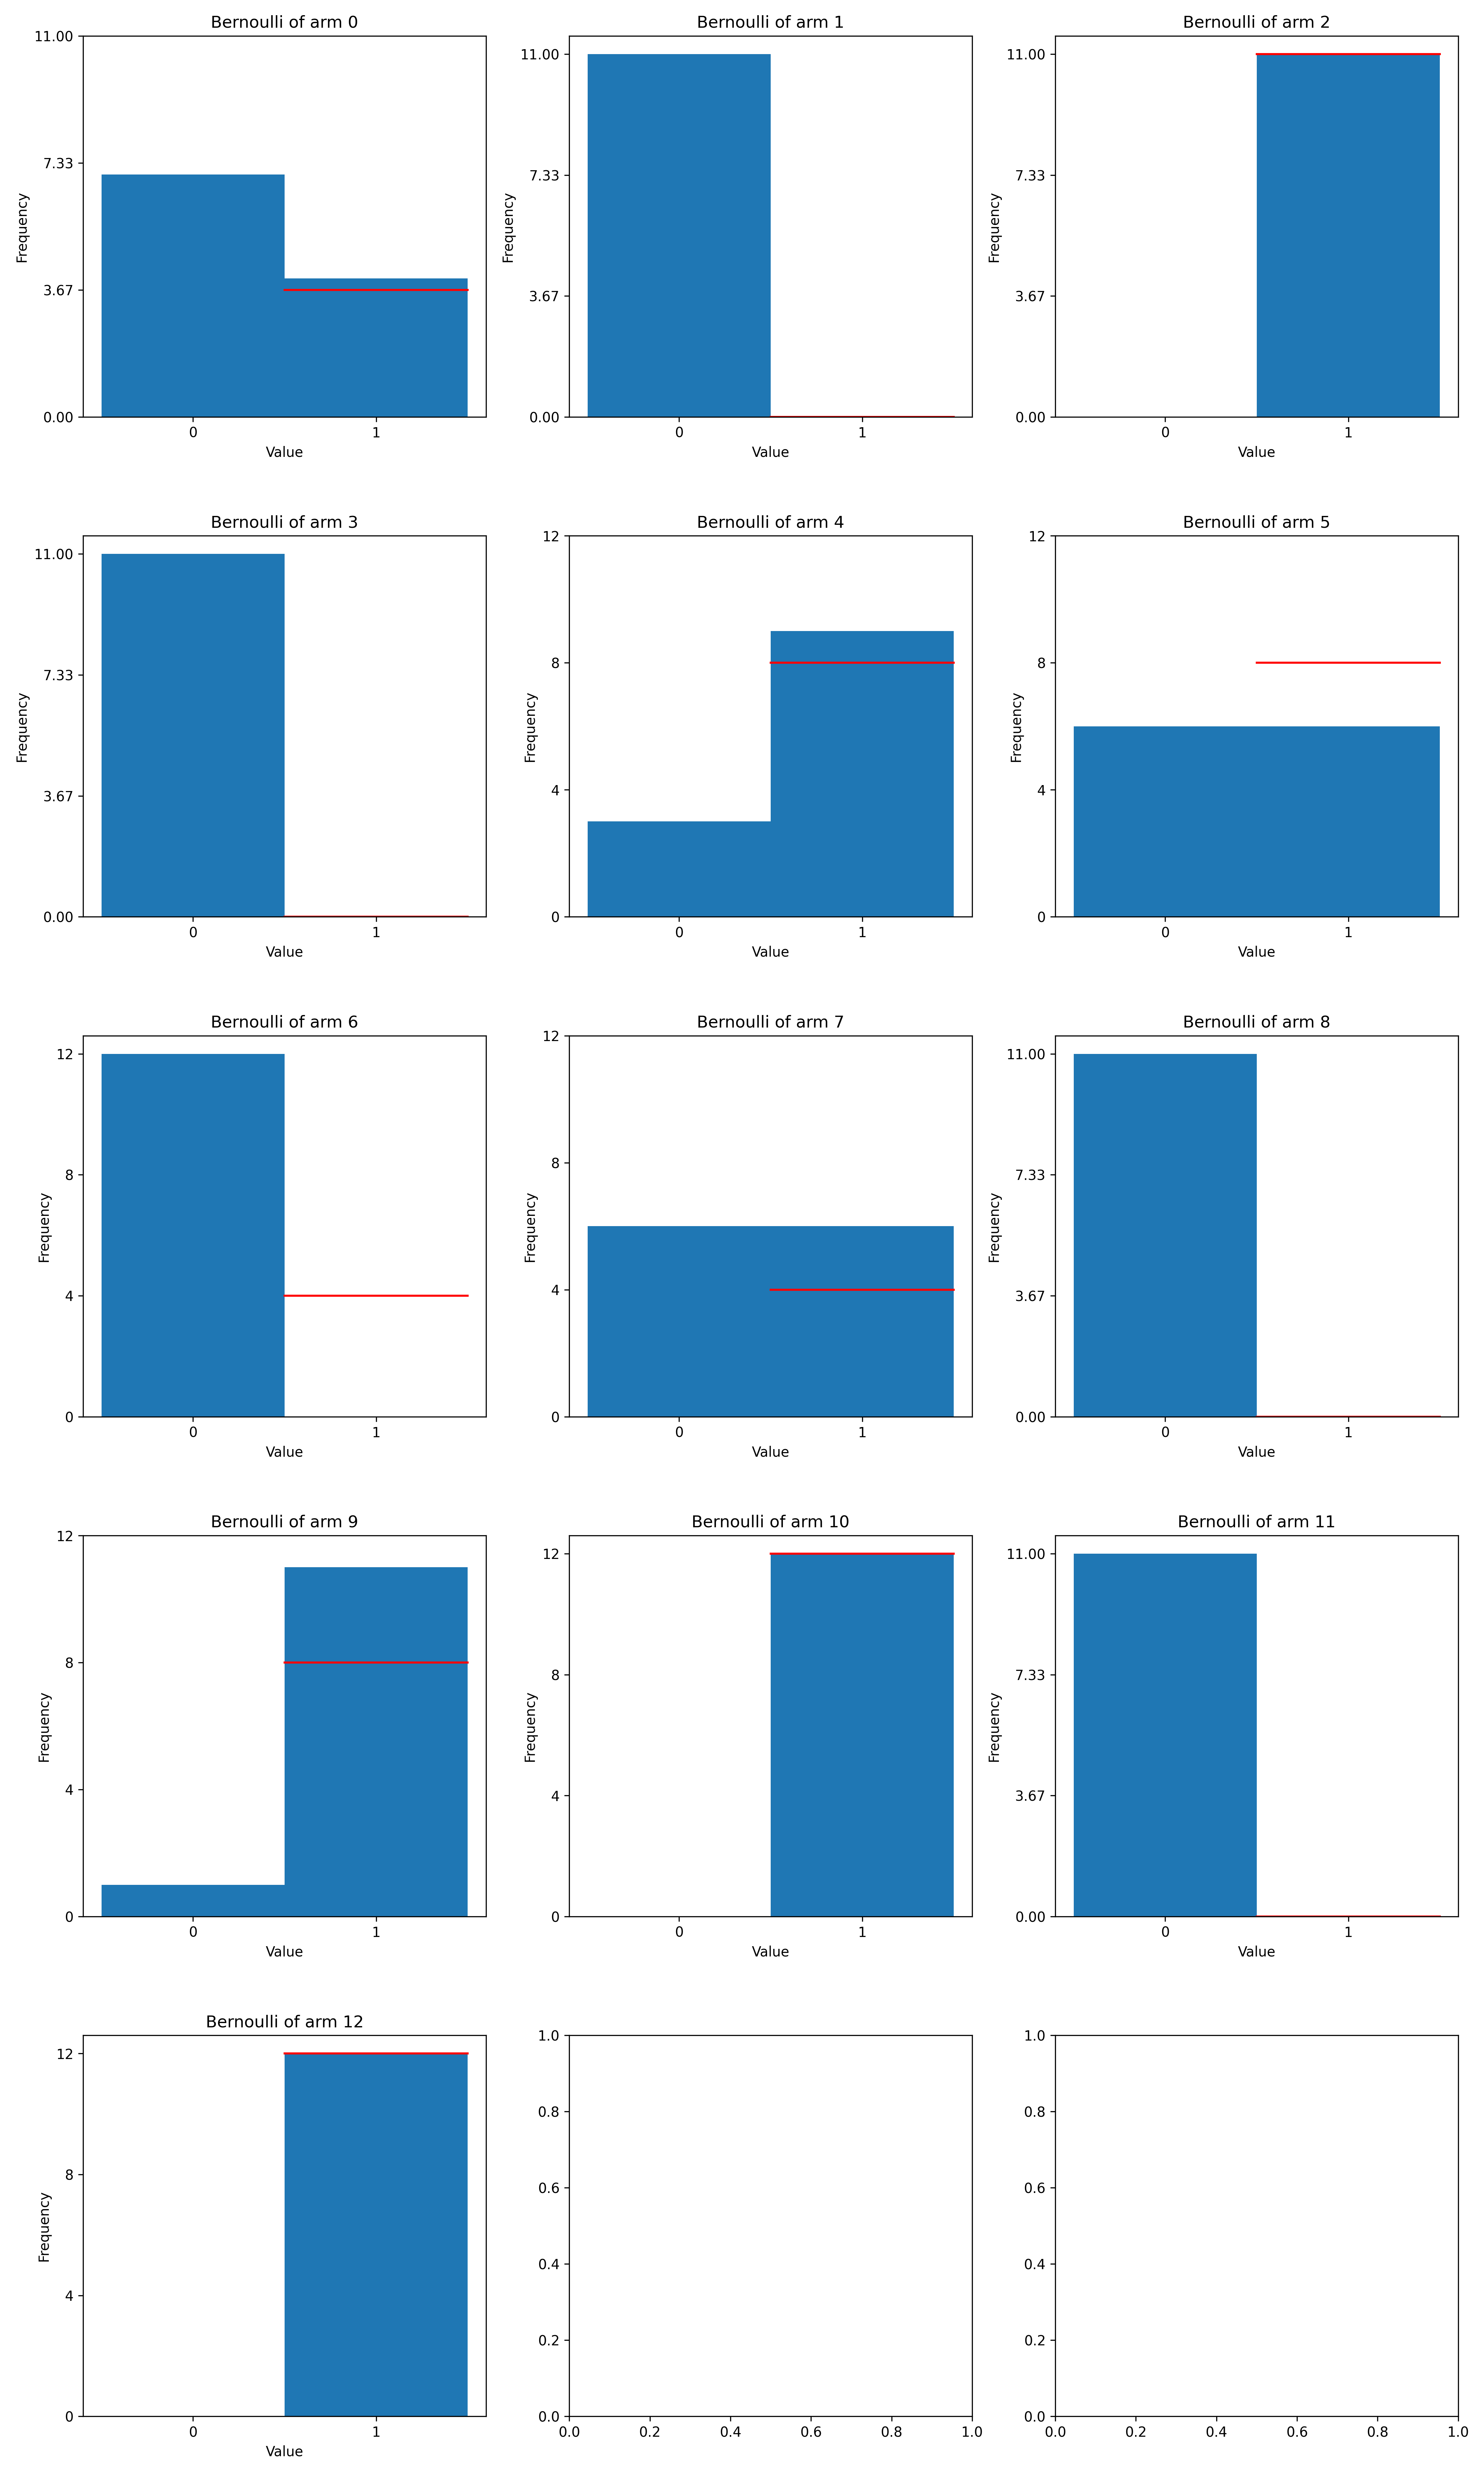 Bernoulli of arm 0
11.00
7.33
3.67
0.00
Frequency
0 1
Value
Bernoulli of arm 1
11.00
7.33
3.67
0.00
Frequency
0 1
Value
Bernoulli of arm 2
11.00
7.33
3.67
0.00
Frequency
0 1
Value
Bernoulli of arm 3
11.00
7.33
3.67
0.00
Frequency
0 1
Value
Bernoulli of arm 4
12
8
4
0
Frequency
0 1
Value
Bernoulli of arm 5
12
8
4
0
Frequency
0 1
Value
Bernoulli of arm 6
12
8
4
0
Frequency
0 1
Value
Bernoulli of arm 7
12
8
4
0
Frequency
0 1
Value
Bernoulli of arm 8
11.00
7.33
3.67
0.00
Frequency
0 1
Value
Bernoulli of arm 9
12
8
4
0
Frequency
0 1
Value
Bernoulli of arm 10
12
8
4
0
Frequency
0 1
Value
Bernoulli of arm 11
11.00
7.33
3.67
0.00
Frequency
0 1
Value
Bernoulli of arm 12
12
8
4
0
Frequency
0 1
Value
1.0
0.8
0.6
0.4
0.2
0.0
0.0 0.2 0.4 0.6 0.8 1.0
1.0
0.8
0.6
0.4
0.2
0.0
0.0 0.2 0.4 0.6 0.8 1.0